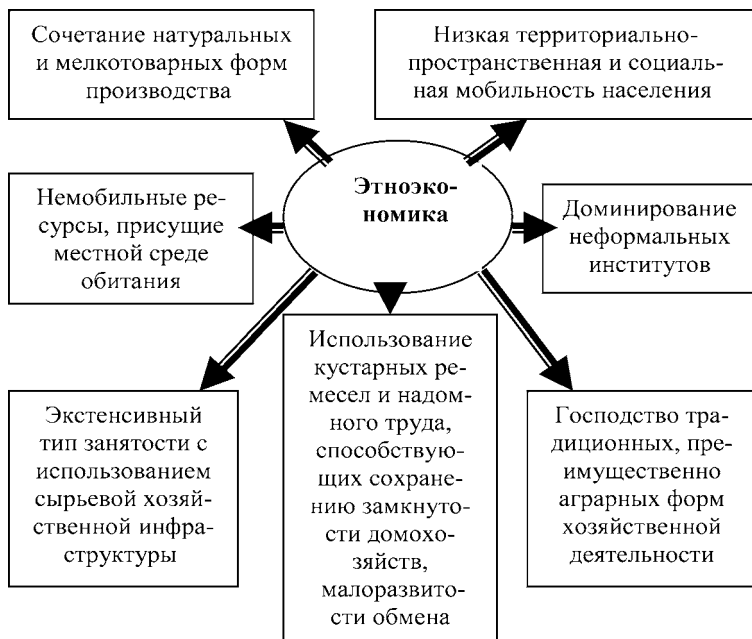 Сочетание натуральных
и мелкотоварных форм
производства
Низкая территориально-
пространственная и социаль-
ная мобильность населения
Этноэко-
номика
Немобильные ре-
сурсы, присущие
местной среде
обитания
Доминирование
неформальных
институтов
Экстенсивный
тип занятости с
использованием
сырьевой хозяй-
ственной инфра-
структуры
Использование
кустарных ре-
месел и надом-
ного труда,
способствую-
щих сохране-
нию замкнуто-
сти домохо-
зяйств,
малоразвито-
сти обмена
Господство тра-
диционных, пре-
имущественно
аграрных форм
хозяйственной
деятельности